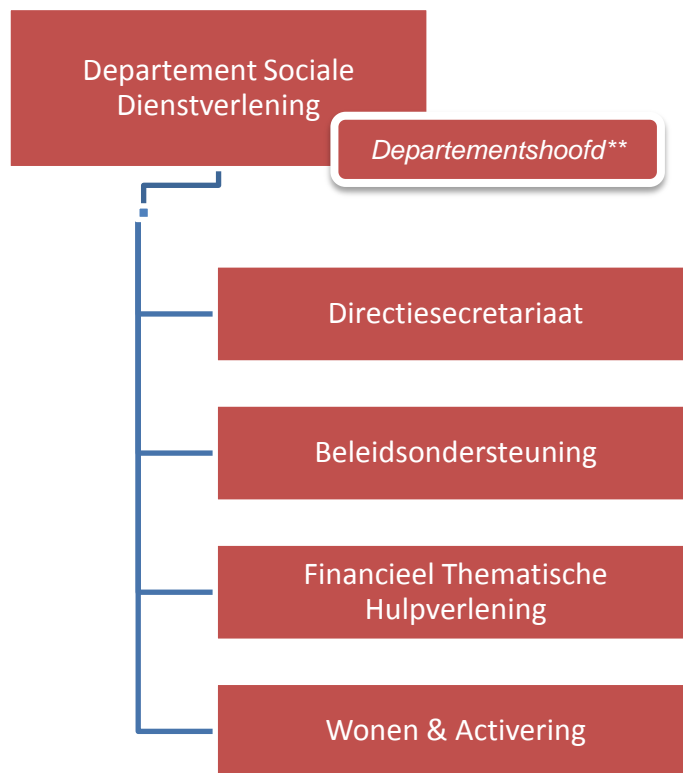 Departement Sociale
Dienstverlening
Departementshoofd**
Directiesecretariaat
Beleidsondersteuning
Financieel Thematische
Hulpverlening
Wonen & Activering